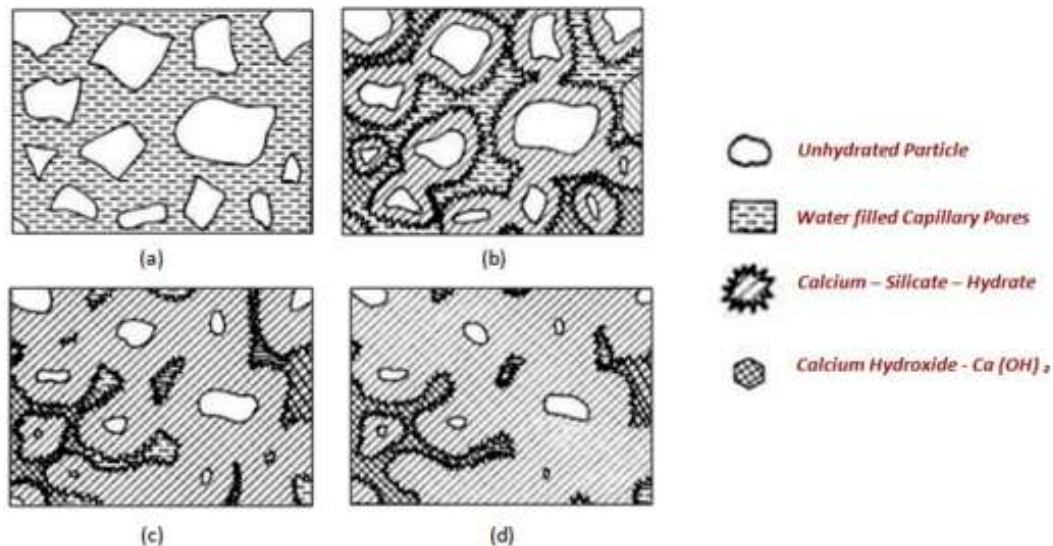 (a)
(b)
(c)
(d)
Unhydrated Particle
Water filled Capillary Pores
Calcium – Silicate – Hydrate
Calcium Hydroxide - Ca (OH) ₂